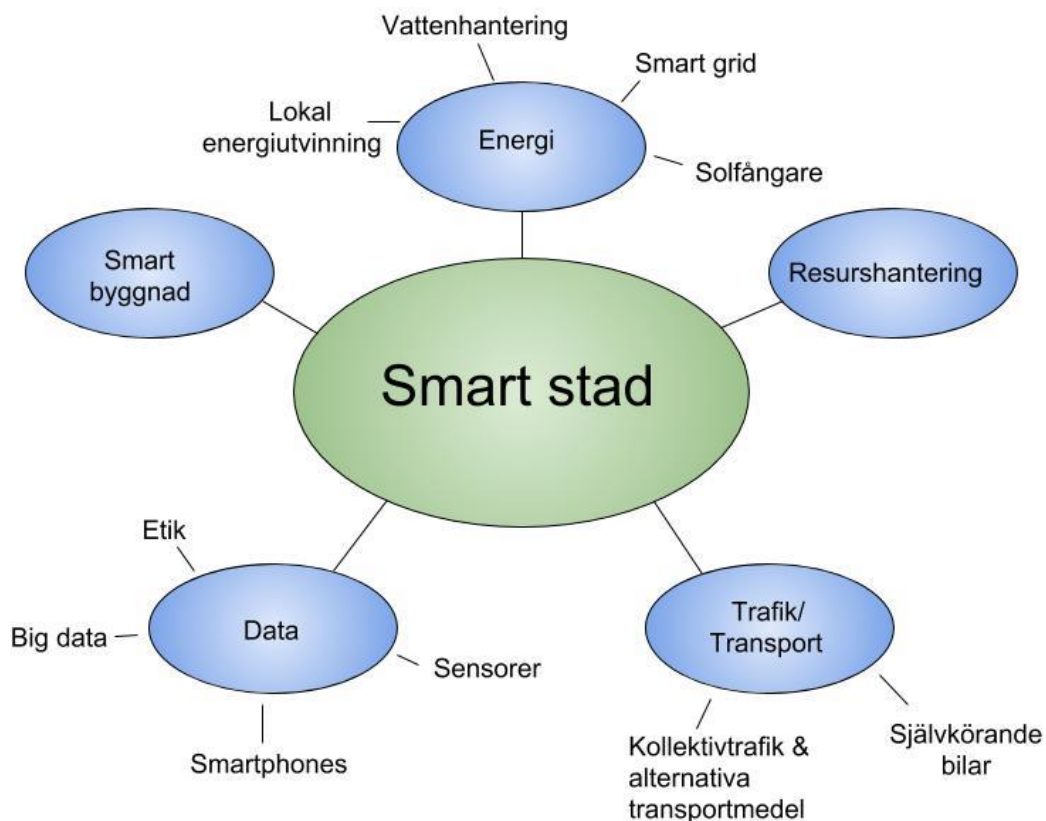 Vattenhantering
Smart grid
Lokal
energiutvinning
Energi
Solfångare
Smart
byggnad
Resurshantering
Smart stad
Etik
Big data
Data
Sensorer
Smartphones
Trafik/
Transport
Kollektivtrafik &
alternativa
transportmedel
Självkörande
bilar